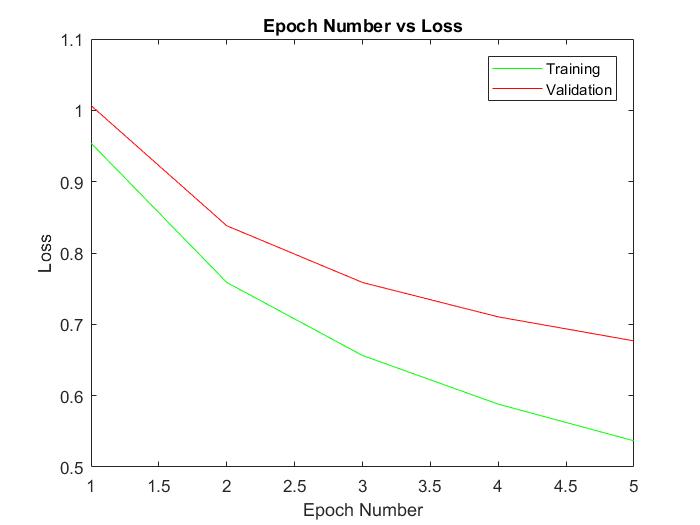 Epoch Number vs Loss
1.1
1
0.9
0.8
0.7
0.6
0.5
Loss
Training
Validation
1 1.5 2 2.5 3 3.5 4 4.5 5
Epoch Number